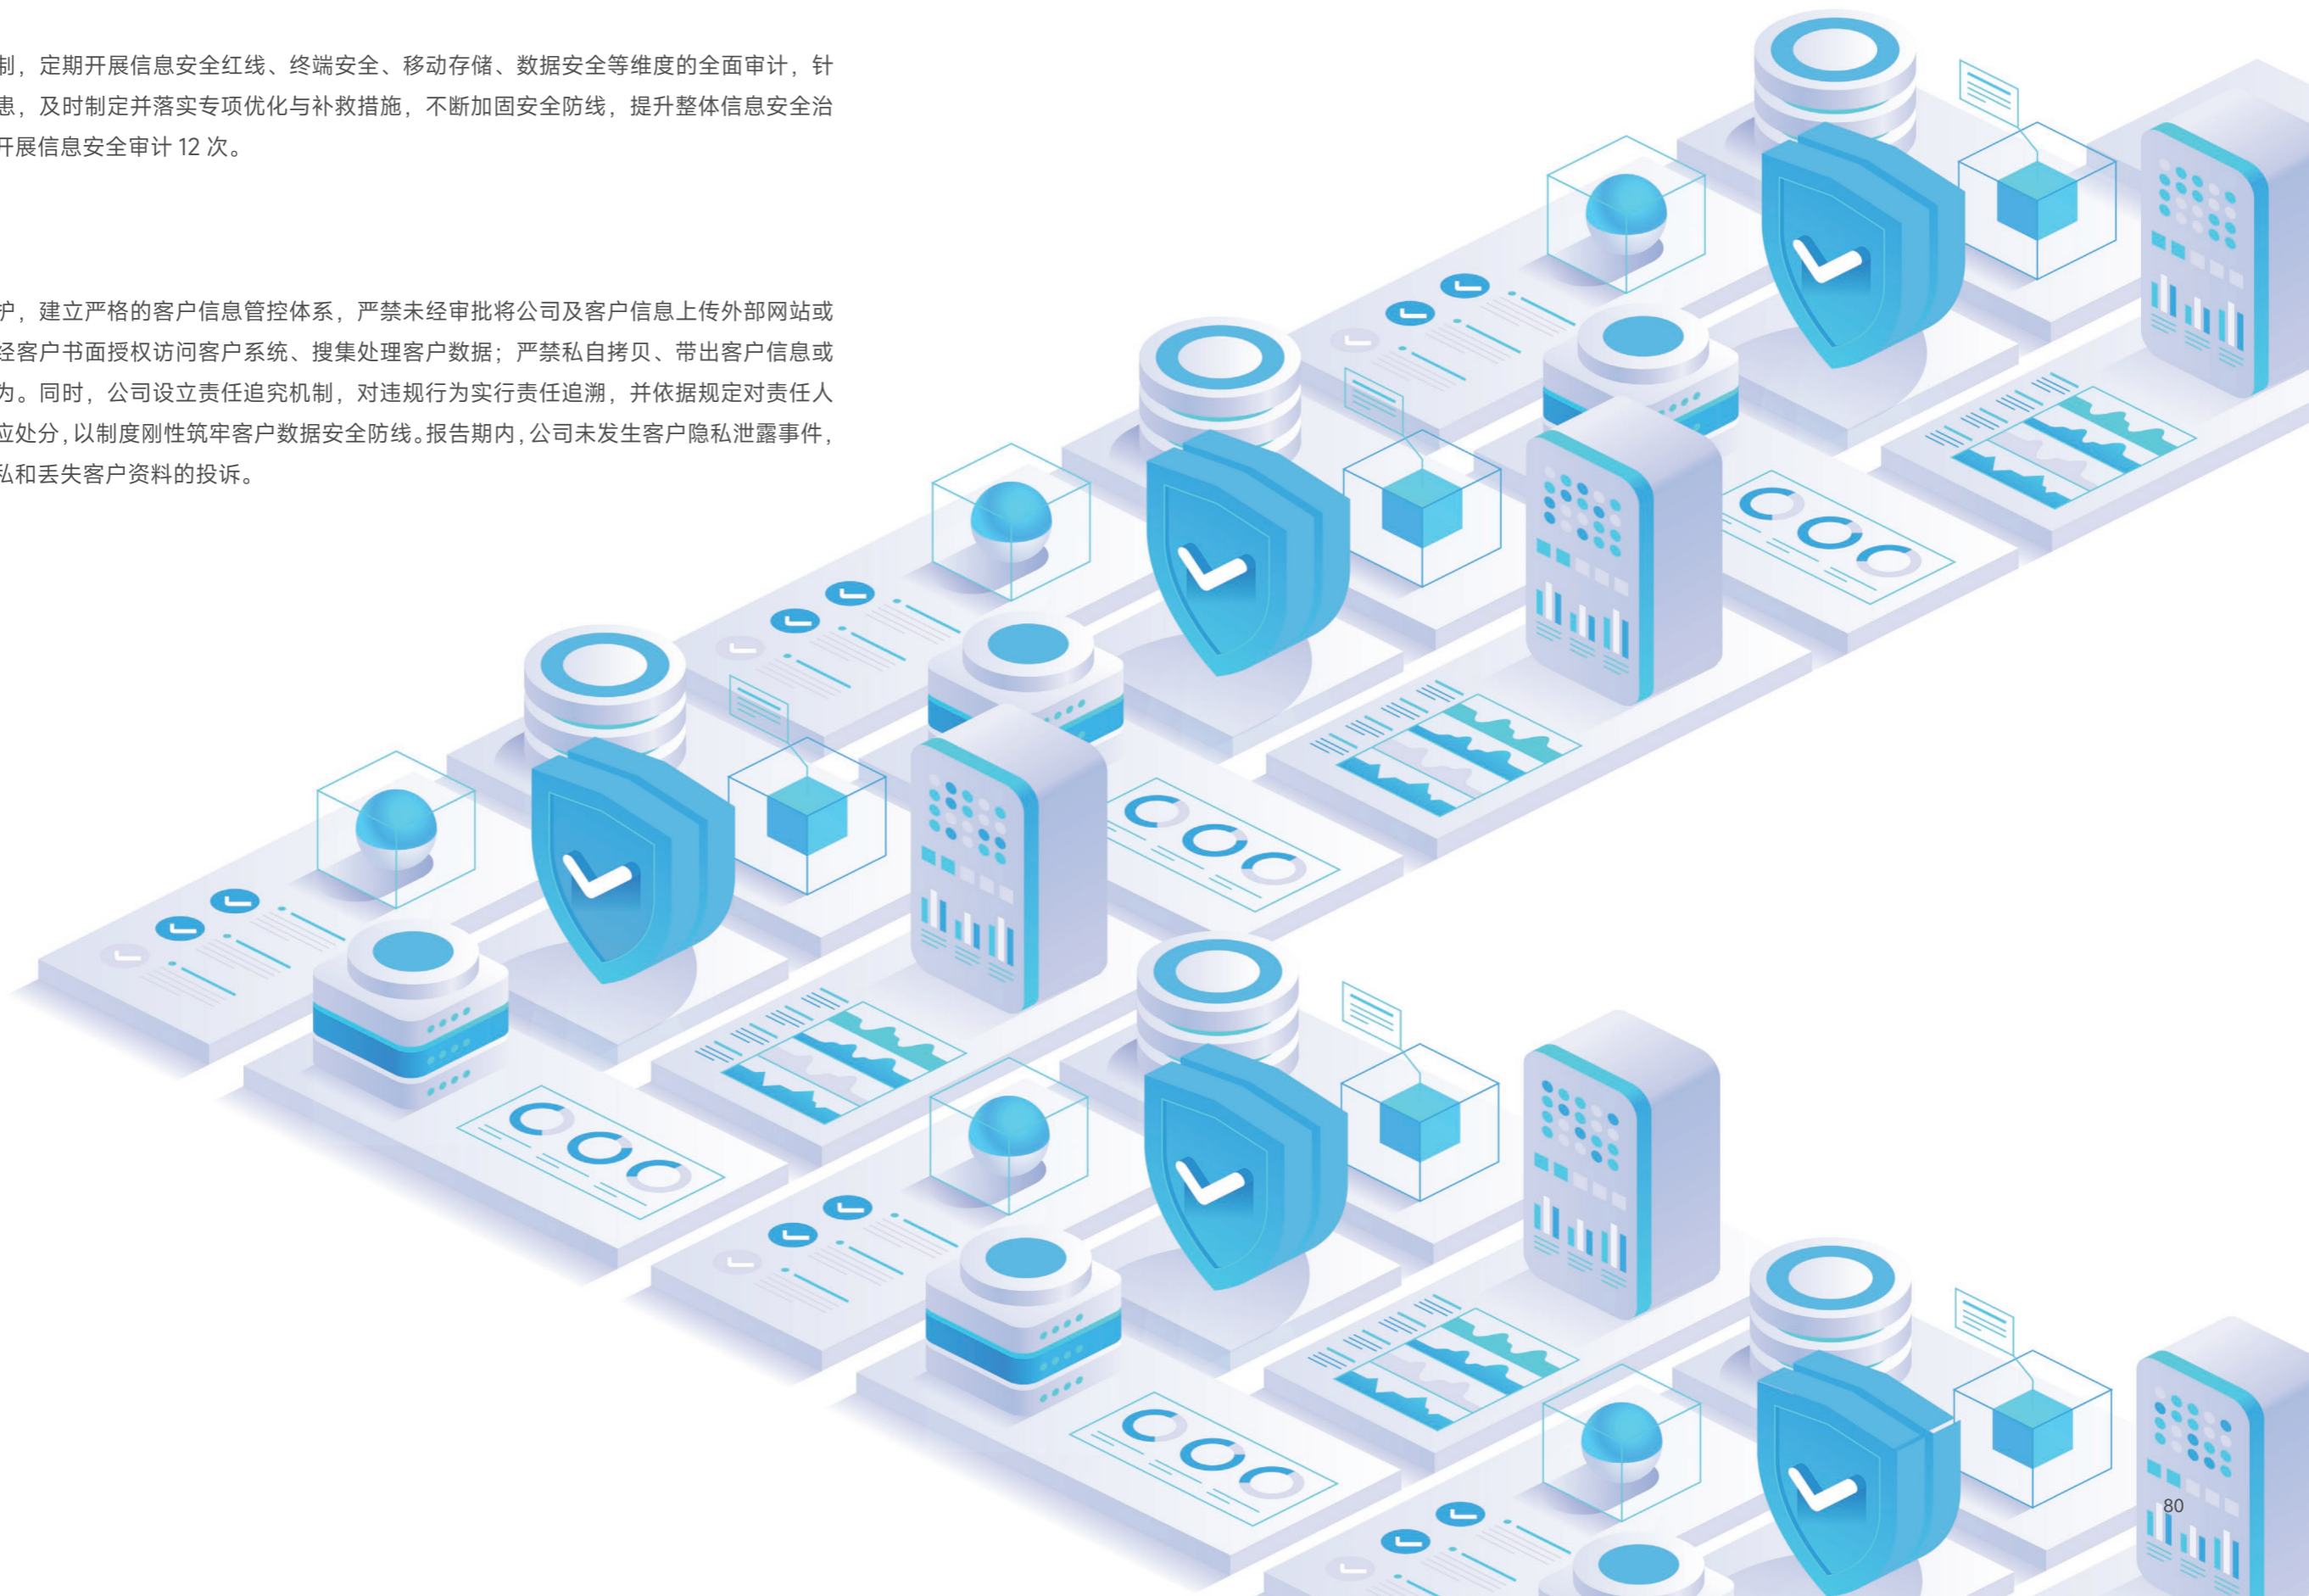 制，定期开展信息安全红线、终端安全、移动存储、数据安全等维度的全面审计，针
患，及时制定并落实专项优化与补救措施，不断加固安全防线，提升整体信息安全治
开展信息安全审计 12 次。
护，建立严格的客户信息管控体系，严禁未经审批将公司及客户信息上传外部网站或
经客户书面授权访问客户系统、搜集处理客户数据；严禁私自拷贝、带出客户信息或
为。同时，公司设立责任追究机制，对违规行为实行责任追溯，并依据规定对责任人
应处分，以制度刚性筑牢客户数据安全防线。报告期内，公司未发生客户隐私泄露事件，
私和丢失客户资料的投诉。
80